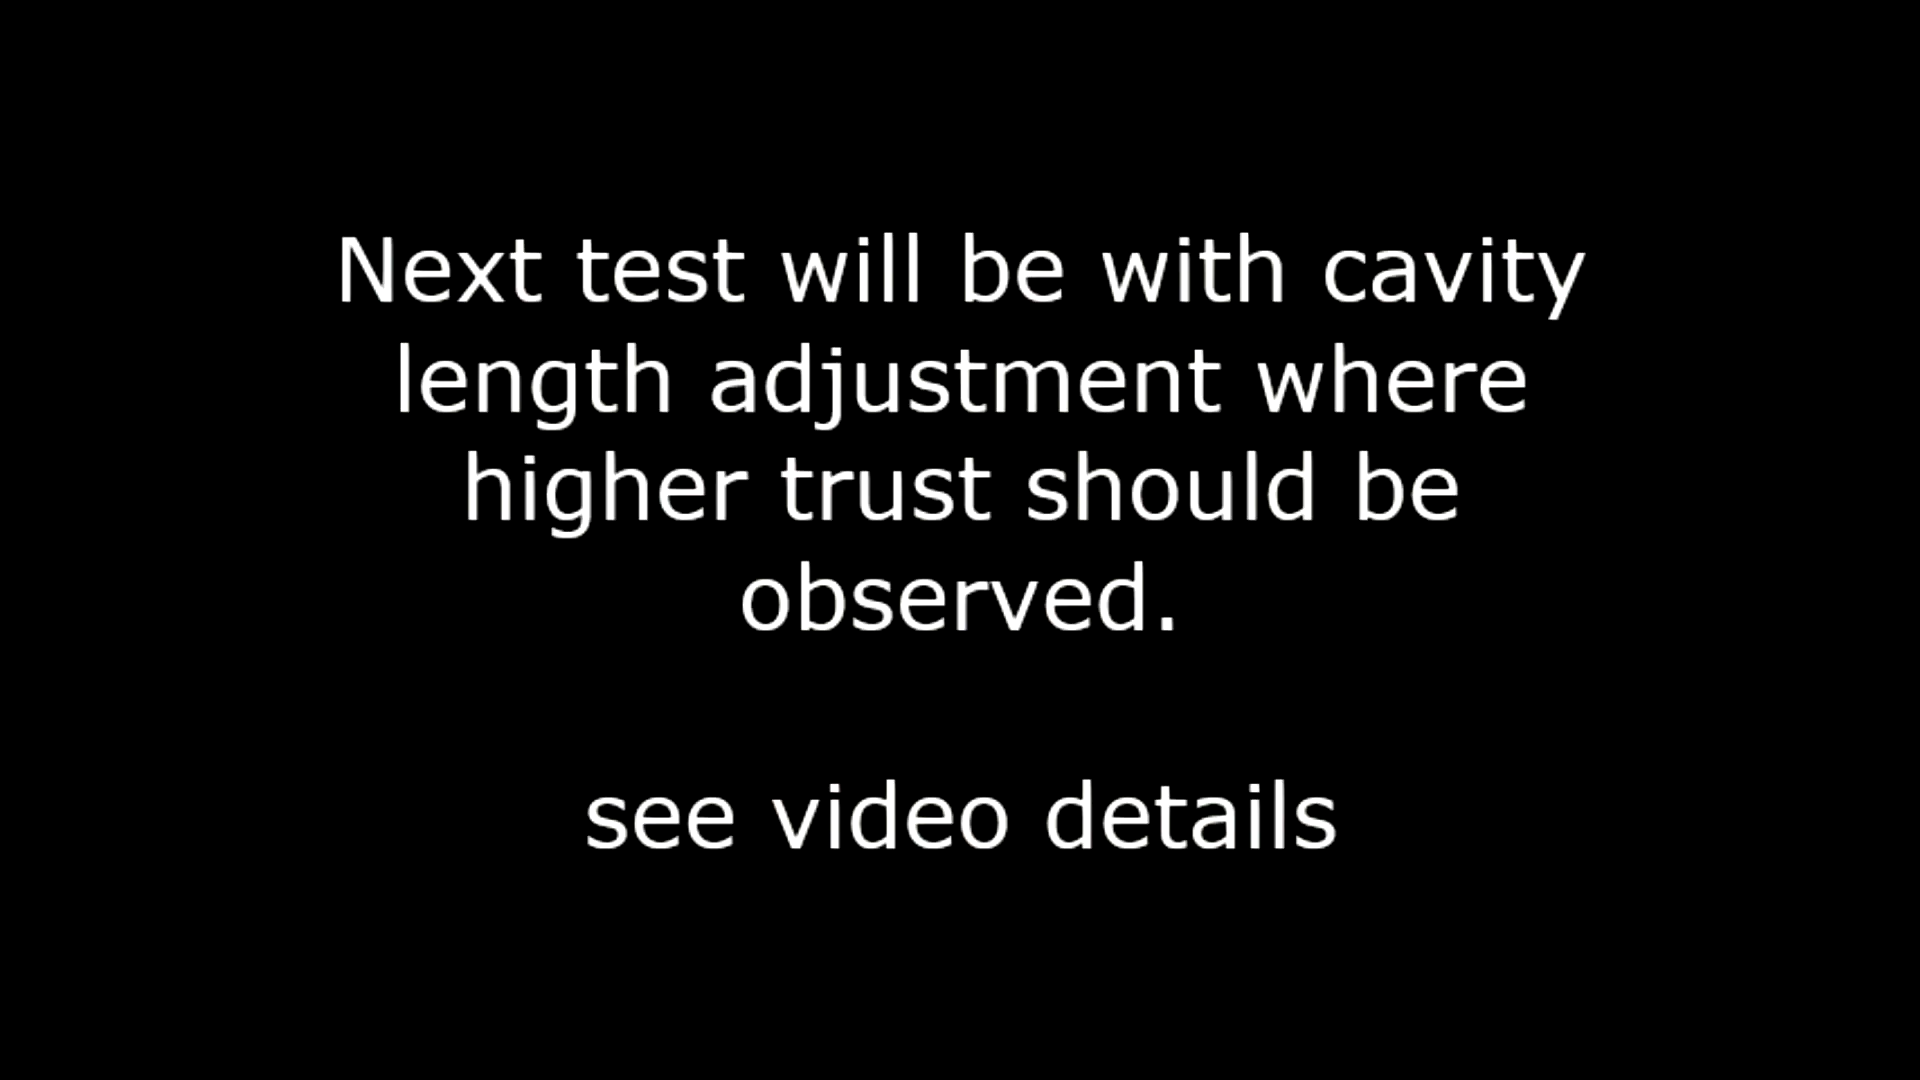 Next test will be with cavity
length adjustment where
higher trust should be
observed.
see video details